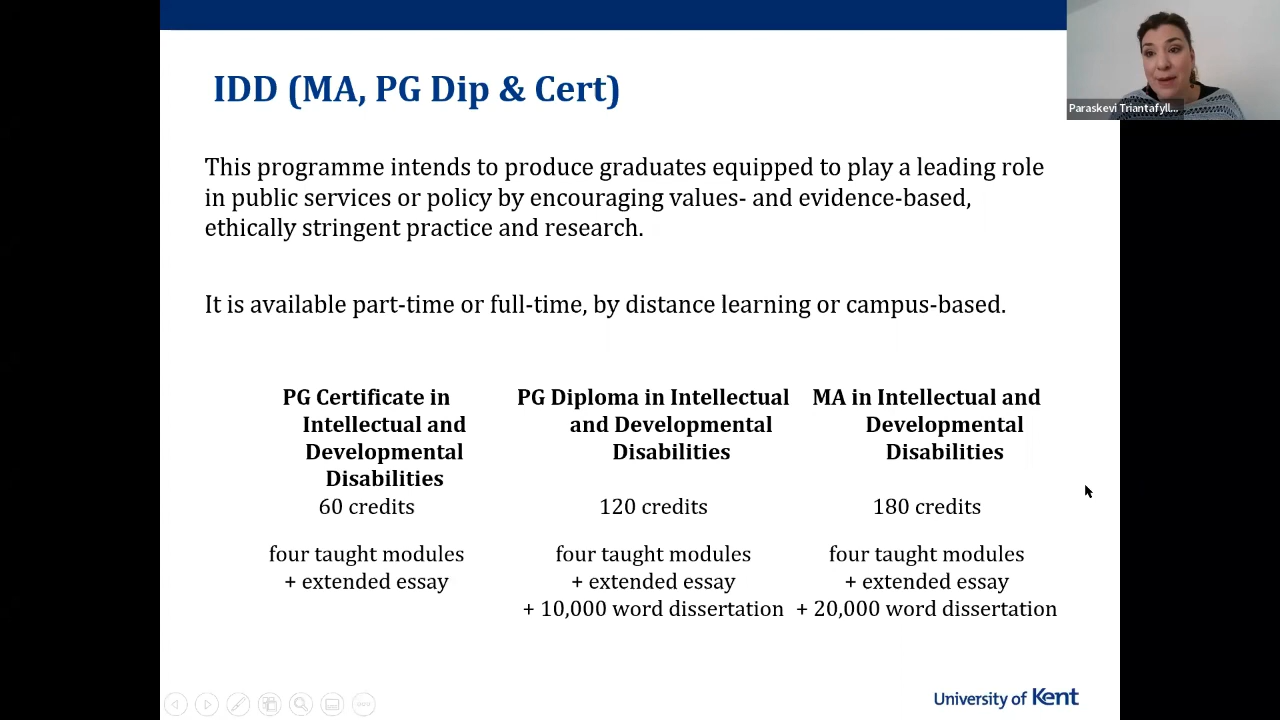 IDD (MA, PG Dip & Cert)
Paraskevi Triantafyll...
This programme intends to produce graduates equipped to play a leading role
in public services or policy by encouraging values- and evidence-based,
ethically stringent practice and research.
It is available part-time or full-time, by distance learning or campus-based.
PG Certificate in
Intellectual and
Developmental
Disabilities
60 credits
four taught modules
+ extended essay
PG Diploma in Intellectual
and Developmental
Disabilities
120 credits
four taught modules
+ extended essay
+ 10,000 word dissertation
MA in Intellectual and
Developmental
Disabilities
180 credits
four taught modules
+ extended essay
+ 20,000 word dissertation
University of Kent